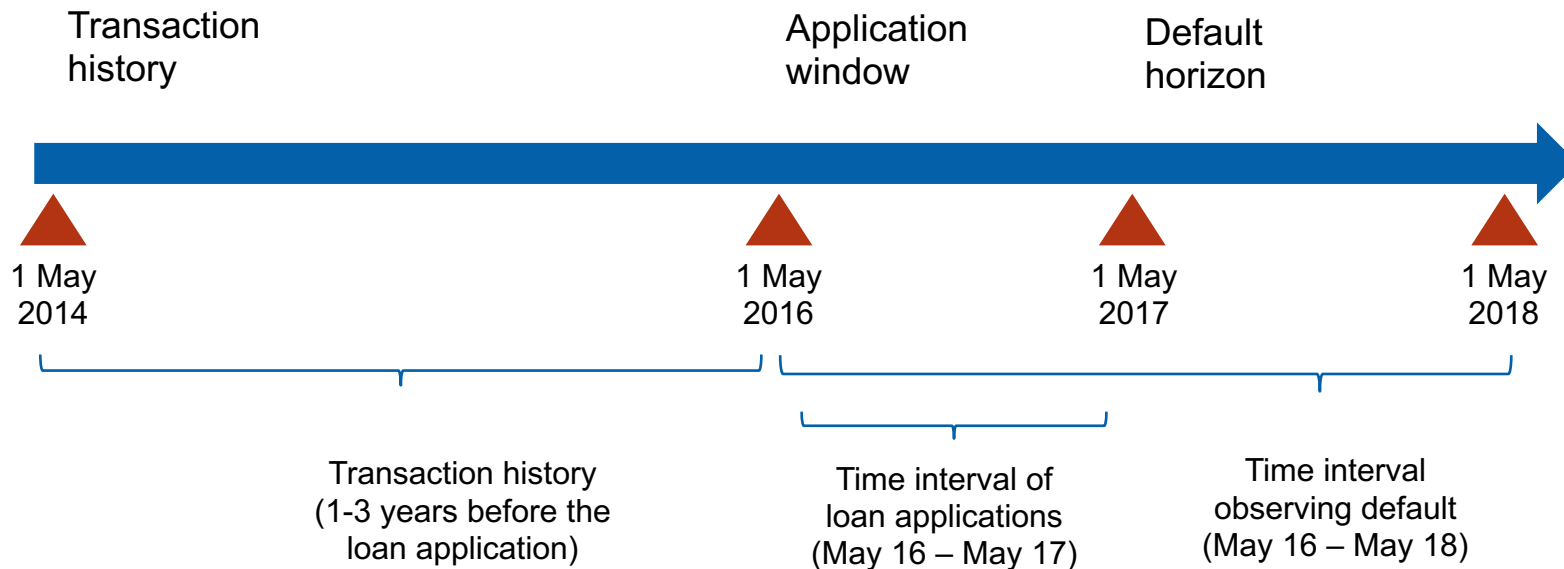 Transaction
history
Application
window
Default
horizon
1 May
2014
1 May
2016
1 May
2017
1 May
2018
Transaction history
(1-3 years before the
loan application)
Time interval of
loan applications
(May 16 – May 17)
Time interval
observing default
(May 16 – May 18)